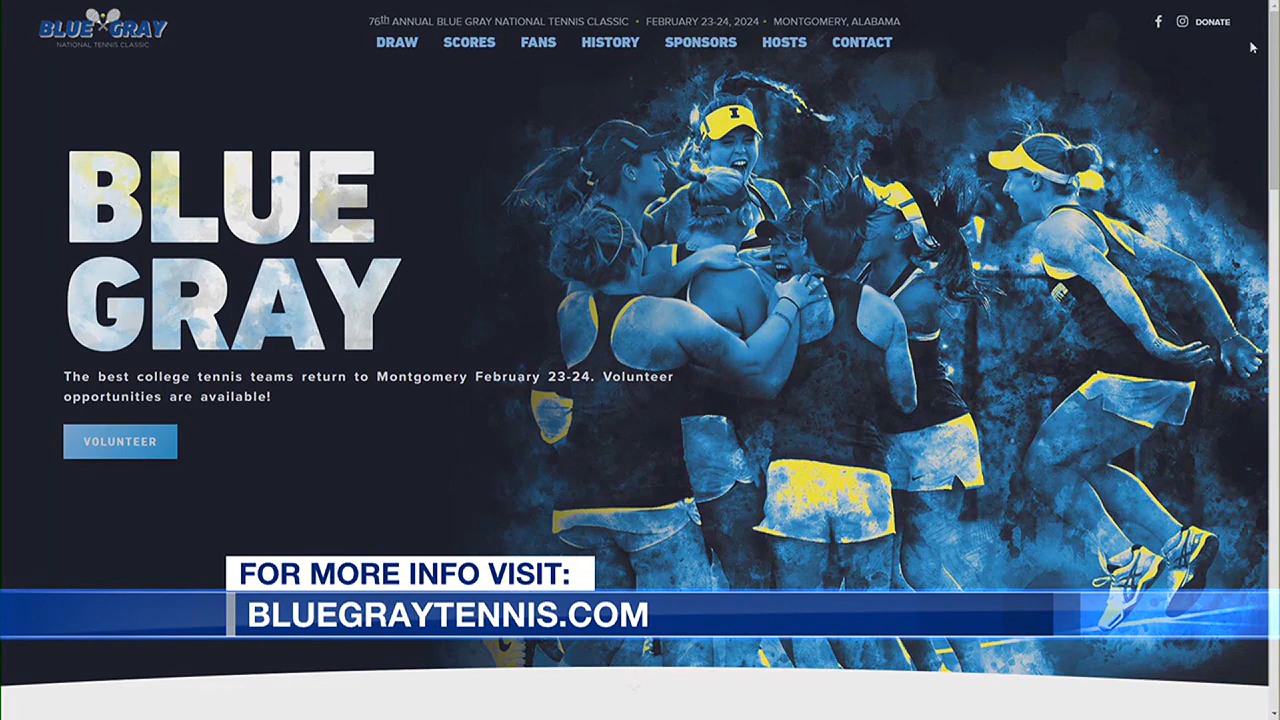 BLUE GRAY
NATIONAL TENNIS CLASSIC
76th ANNUAL BLUE GRAY NATIONAL TENNIS CLASSIC • FEBRUARY 23-24, 2024 • MONTGOMERY, ALABAMA
DONATE
DRAW SCORES FANS HISTORY SPONSORS HOSTS CONTACT
I
BLUE
GRAY
The best college tennis teams return to Montgomery February 23-24. Volunteer
opportunities are available!
VOLUNTEER
FOR MORE INFO VISIT:
BLUEGRAYTENNIS.COM